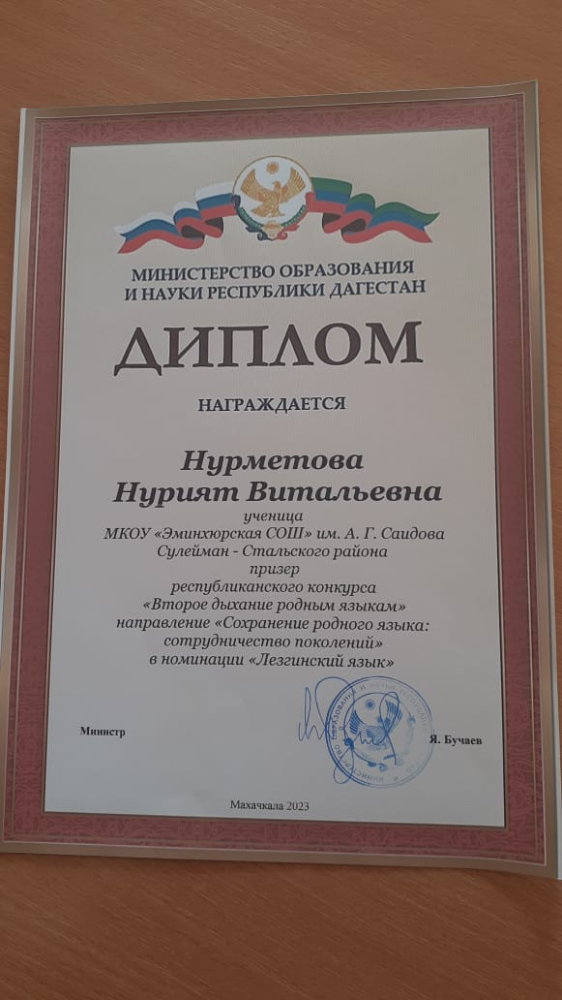 МИНИСТЕРСТВО ОБРАЗОВАНИЯ
И НАУКИ РЕСПУБЛИКИ ДАГЕСТАН
ДИПЛОМ
НАГРАЖДАЕТСЯ
Нурметова
Нурият Витальевна
ученица
МКОУ «Эминхюрская СОШ» им. А. Г. Саидова
Сулейман - Стальского района
призер
республиканского конкурса
«Второе дыхание родным языкам»
направление «Сохранение родного языка:
сотрудничество поколений»
в номинации «Лезгинский язык»
Министр
Я. Бучаев
Махачкала 2023